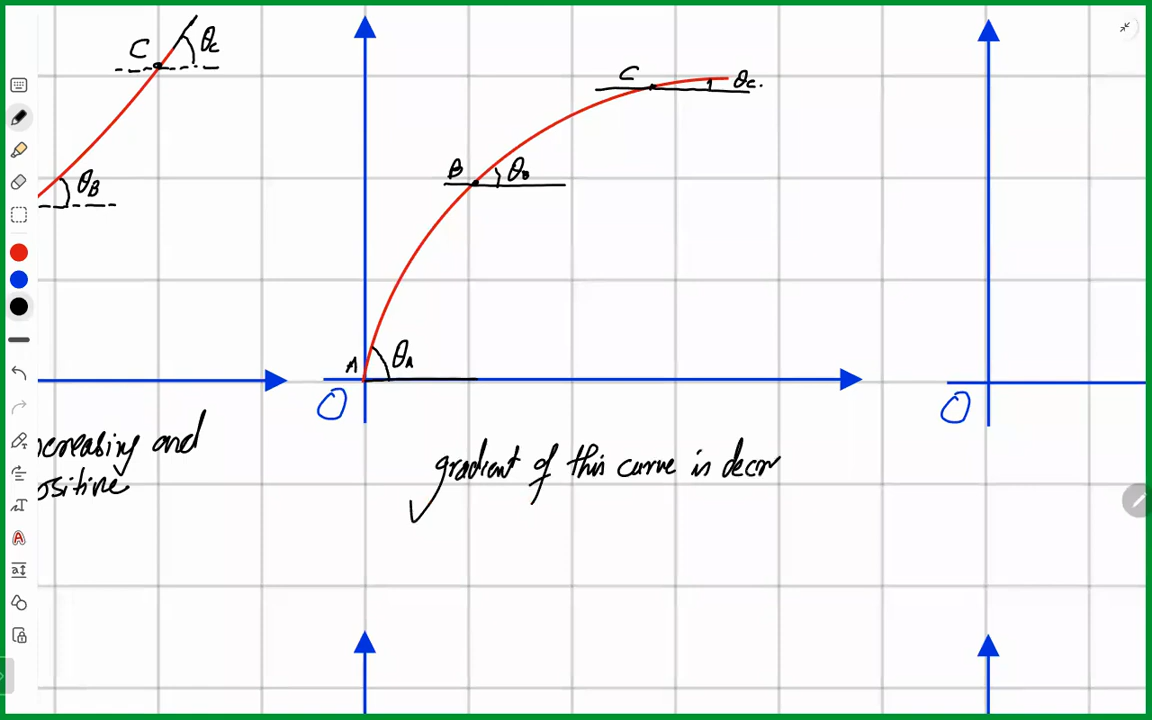 C θc
θB
C θc.
B θB
A θA
O
O
ncreasing and
ositive
gradient of this curve is decr